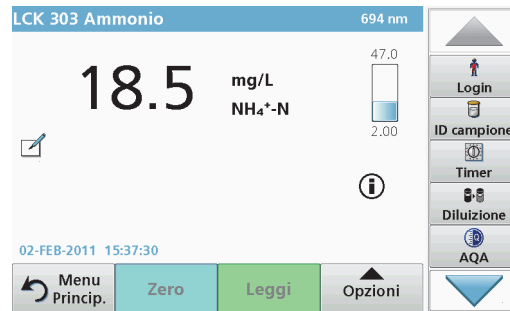 LCK 303 Ammonio 694 nm
47.0
18.5 mg/L
NH₄⁺-N
2.00
02-FEB-2011 15:37:30
Menu Princip.
Zero
Leggi
Opzioni
Login
ID campione
Timer
Diluizione
AQA